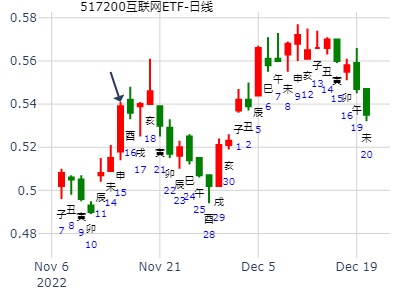 517200互联网ETF-日线
0.58
0.56
0.54
0.52
0.5
0.48
子
7
丑
8
寅
9
卯
10
辰
11
未
14
申
15
酉
16
戌
17
亥
18
寅
21
卯
22
辰
23
巳
24
午
25
酉
28
戌
29
亥
30
子
1
丑
2
辰
5
巳
6
午
7
未
8
申
9
亥
12
子
13
丑
14
寅
15
卯
16
午
19
未
20
Nov 6
2022
Nov 21
Dec 5
Dec 19